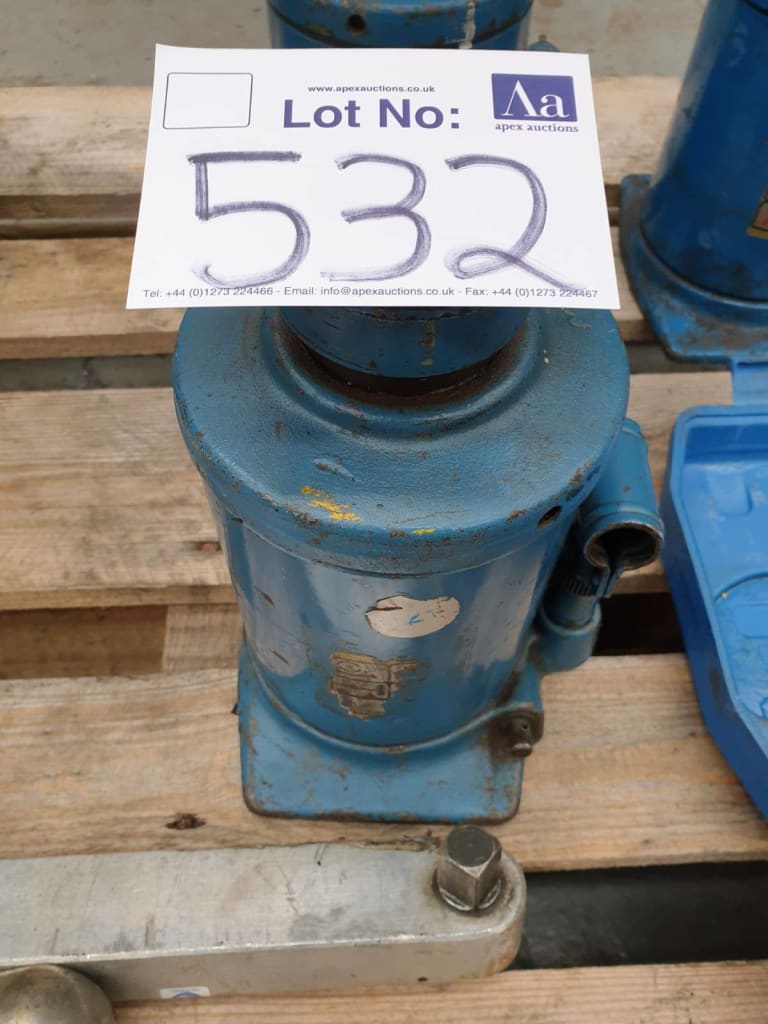 www.apexauctions.co.uk
Lot No:
Aa
apex auctions
532
Tel: +44 (0)1273 224466 - Email: info@apexauctions.co.uk - Fax: +44 (0)1273 224467